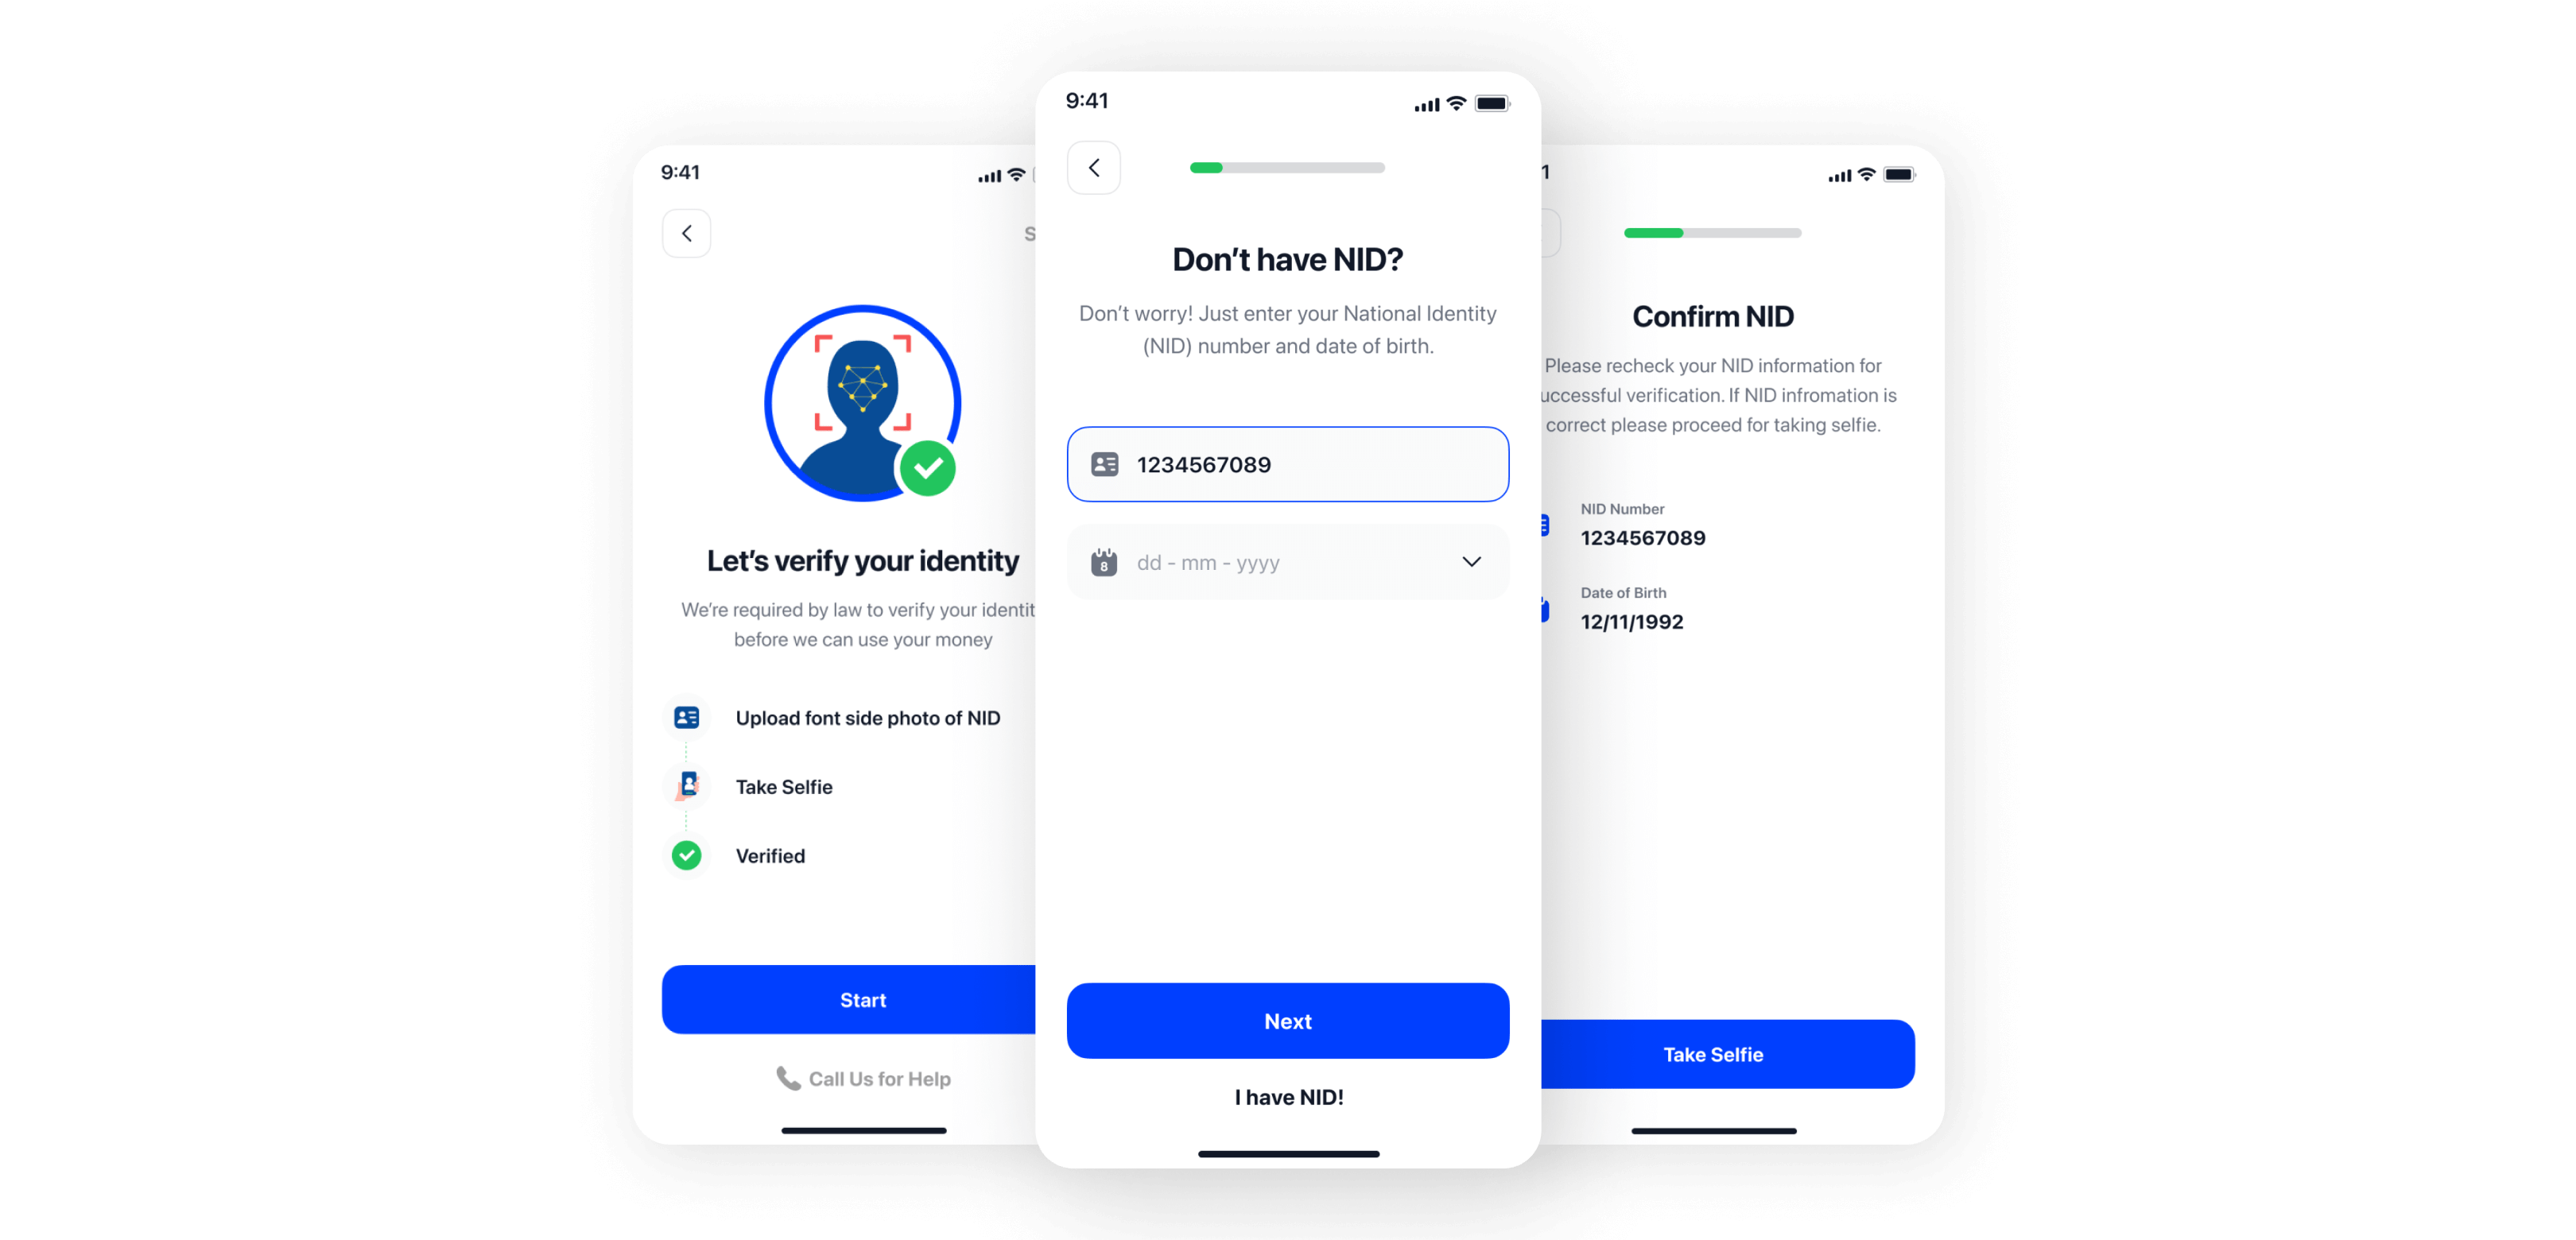 9:41
Let's verify your identity
We're required by law to verify your identit
before we can use your money
Upload font side photo of NID
Take Selfie
Verified
Start
Call Us for Help
9:41
Don't have NID?
Don't worry! Just enter your National Identity
(NID) number and date of birth.
1234567089
8
dd - mm - yyyy
Next
I have NID!
1
Confirm NID
Please recheck your NID information for
uccessful verification. If NID infromation is
correct please proceed for taking selfie.
NID Number
1234567089
Date of Birth
12/11/1992
Take Selfie